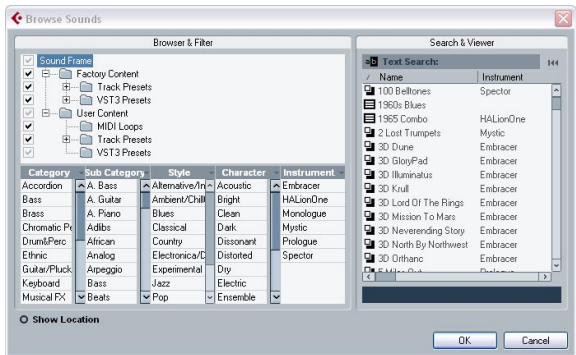 Browse Sounds
Browser & Filter
Sound Frame
Factory Content
Track Presets
VST3 Presets
User Content
MIDI Loops
Track Presets
VST3 Presets
Category Sub Category Style Character Instrument
Accordion A. Bass Alternative/In Acoustic Embracer
Bass A. Guitar Ambient/Chill Bright HALionOne
Brass A. Piano Blues Clean Monologue
Chromatic Pe Adlibs Classical Dark Mystic
Drum&Perc African Country Dissonant Prologue
Ethnic Analog Electronica/D Distorted Spector
Guitar/Pluck Arpeggio Experimental Dry
Keyboard Bass Jazz Electric
Musical FX Beats Pop Ensemble
Show Location
Search & Viewer
ab Text Search:
Name Instrument
100 Belltones Spector
1960s Blues
1965 Combo HALionOne
2 Lost Trumpets Mystic
3D Dune Embracer
3D GloryPad Embracer
3D Illuminatus Embracer
3D Krull Embracer
3D Lord Of The Rings Embracer
3D Mission To Mars Embracer
3D Neverending Story Embracer
3D North By Northwest Embracer
3D Orthanc Embracer
5 Miles Out Prologue
OK Cancel